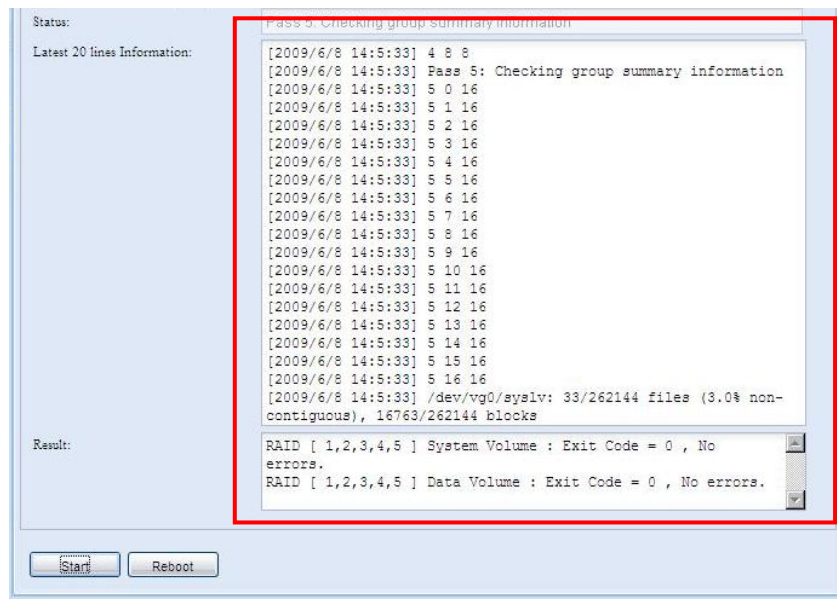 Status:
Pass 5: Checking group summary information
Latest 20 lines Information:
[2009/6/8 14:5:33] 4 8 8
[2009/6/8 14:5:33] Pass 5: Checking group summary information
[2009/6/8 14:5:33] 5 0 16
[2009/6/8 14:5:33] 5 1 16
[2009/6/8 14:5:33] 5 2 16
[2009/6/8 14:5:33] 5 3 16
[2009/6/8 14:5:33] 5 4 16
[2009/6/8 14:5:33] 5 5 16
[2009/6/8 14:5:33] 5 6 16
[2009/6/8 14:5:33] 5 7 16
[2009/6/8 14:5:33] 5 8 16
[2009/6/8 14:5:33] 5 9 16
[2009/6/8 14:5:33] 5 10 16
[2009/6/8 14:5:33] 5 11 16
[2009/6/8 14:5:33] 5 12 16
[2009/6/8 14:5:33] 5 13 16
[2009/6/8 14:5:33] 5 14 16
[2009/6/8 14:5:33] 5 15 16
[2009/6/8 14:5:33] 5 16 16
[2009/6/8 14:5:33] /dev/vg0/syslv: 33/262144 files (3.0% non-
contiguous), 16763/262144 blocks
Result:
RAID [ 1,2,3,4,5 ] System Volume : Exit Code = 0 , No
errors.
RAID [ 1,2,3,4,5 ] Data Volume : Exit Code = 0 , No errors.
Start
Reboot